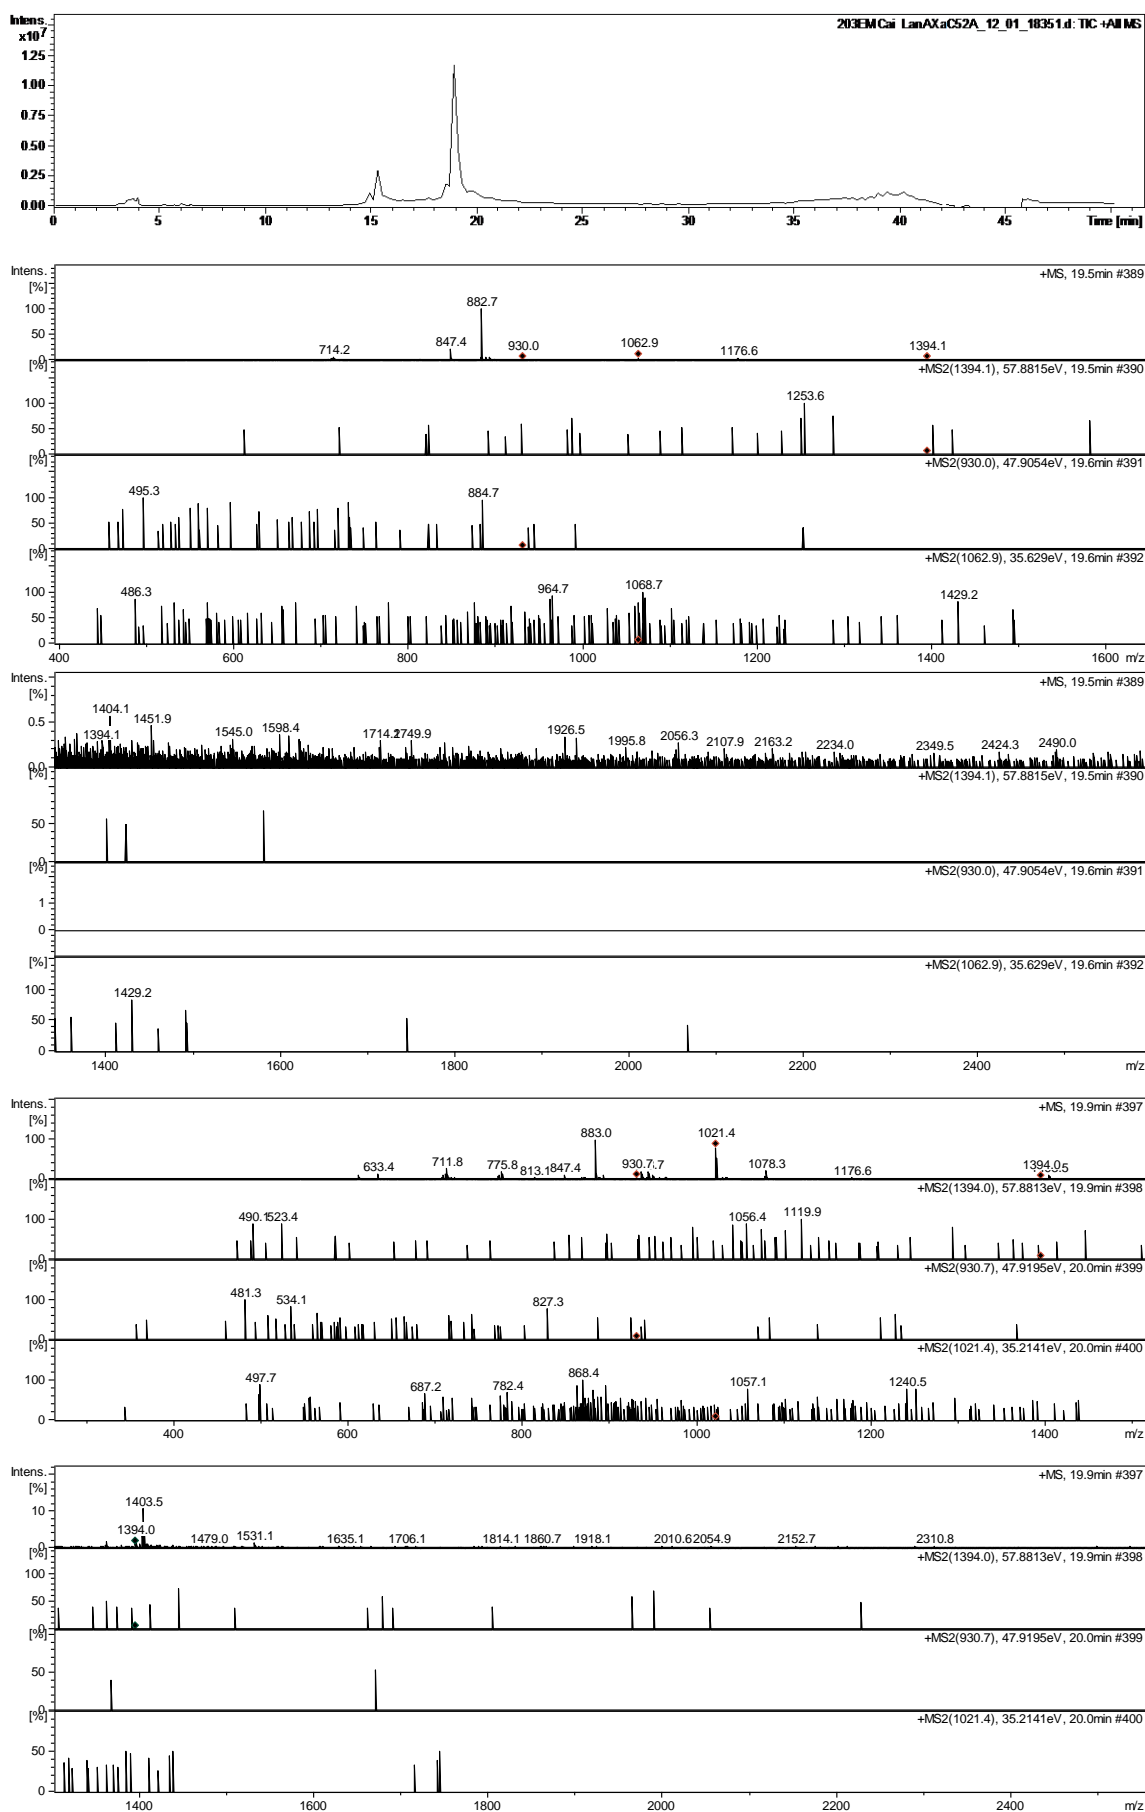 Intens.
x10^7
203EM Cai LanAXaC52A_12_01_18351.d: TIC +All MS
1.25
1.00
0.75
0.50
0.25
0.00
0 5 10 15 20 25 30 35 40 45 Time [min]
Intens.
[%]
+MS, 19.5min #389
100
50
0
714.2 847.4 882.7 930.0 1062.9 1176.6 1394.1
[%]
+MS2(1394.1), 57.8815eV, 19.5min #390
100
50
0
1253.6
[%]
+MS2(930.0), 47.9054eV, 19.6min #391
100
50
0
495.3 884.7
[%]
+MS2(1062.9), 35.629eV, 19.6min #392
100
50
0
486.3 964.7 1068.7 1429.2
400 600 800 1000 1200 1400 1600 m/z
Intens.
[%]
+MS, 19.5min #389
0.5
0.0
1394.1 1404.1 1451.9 1545.0 1598.4 1714.2 1749.9 1926.5 1995.8 2056.3 2107.9 2163.2 2234.0 2349.5 2424.3 2490.0
[%]
+MS2(1394.1), 57.8815eV, 19.5min #390
50
0
[%]
+MS2(930.0), 47.9054eV, 19.6min #391
1
0
[%]
+MS2(1062.9), 35.629eV, 19.6min #392
100
50
0
1429.2
1400 1600 1800 2000 2200 2400 m/z
Intens.
[%]
+MS, 19.9min #397
100
0
633.4 711.8 775.8 813.1 847.4 883.0 930.7 1021.4 1078.3 1176.6 1394.0
[%]
+MS2(1394.0), 57.8813eV, 19.9min #398
100
0
490.1 523.4 1056.4 1119.9
[%]
+MS2(930.7), 47.9195eV, 20.0min #399
100
0
481.3 534.1 827.3
[%]
+MS2(1021.4), 35.2141eV, 20.0min #400
100
0
497.7 687.2 782.4 868.4 1057.1 1240.5
400 600 800 1000 1200 1400 m/z
Intens.
[%]
+MS, 19.9min #397
10
0
1394.0 1403.5 1479.0 1531.1 1635.1 1706.1 1814.1 1860.7 1918.1 2010.6 2054.9 2152.7 2310.8
[%]
+MS2(1394.0), 57.8813eV, 19.9min #398
100
50
0
[%]
+MS2(930.7), 47.9195eV, 20.0min #399
50
0
[%]
+MS2(1021.4), 35.2141eV, 20.0min #400
50
0
1400 1600 1800 2000 2200 2400 m/z